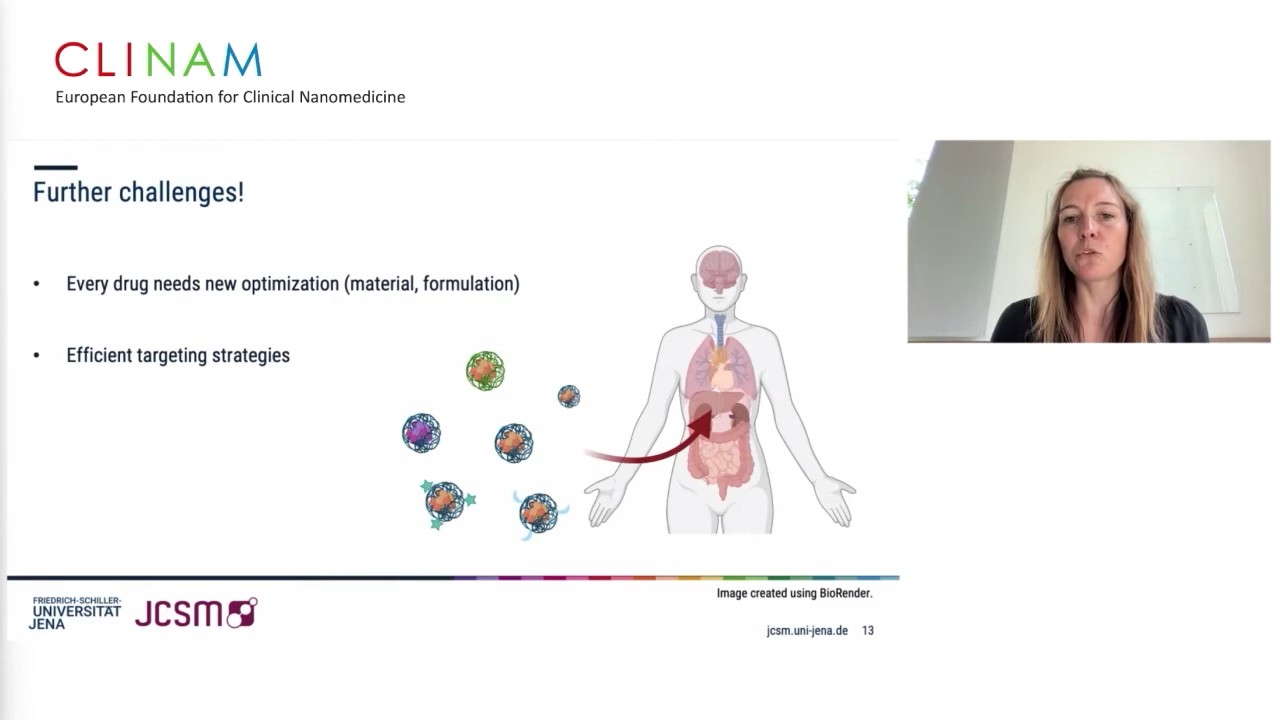 CLINAM
European Foundation for Clinical Nanomedicine
Further challenges!
• Every drug needs new optimization (material, formulation)
• Efficient targeting strategies
Image created using BioRender.
FRIEDRICH-SCHILLER-
UNIVERSITÄT
JENA
JCSM
jcsm.uni-jena.de 13